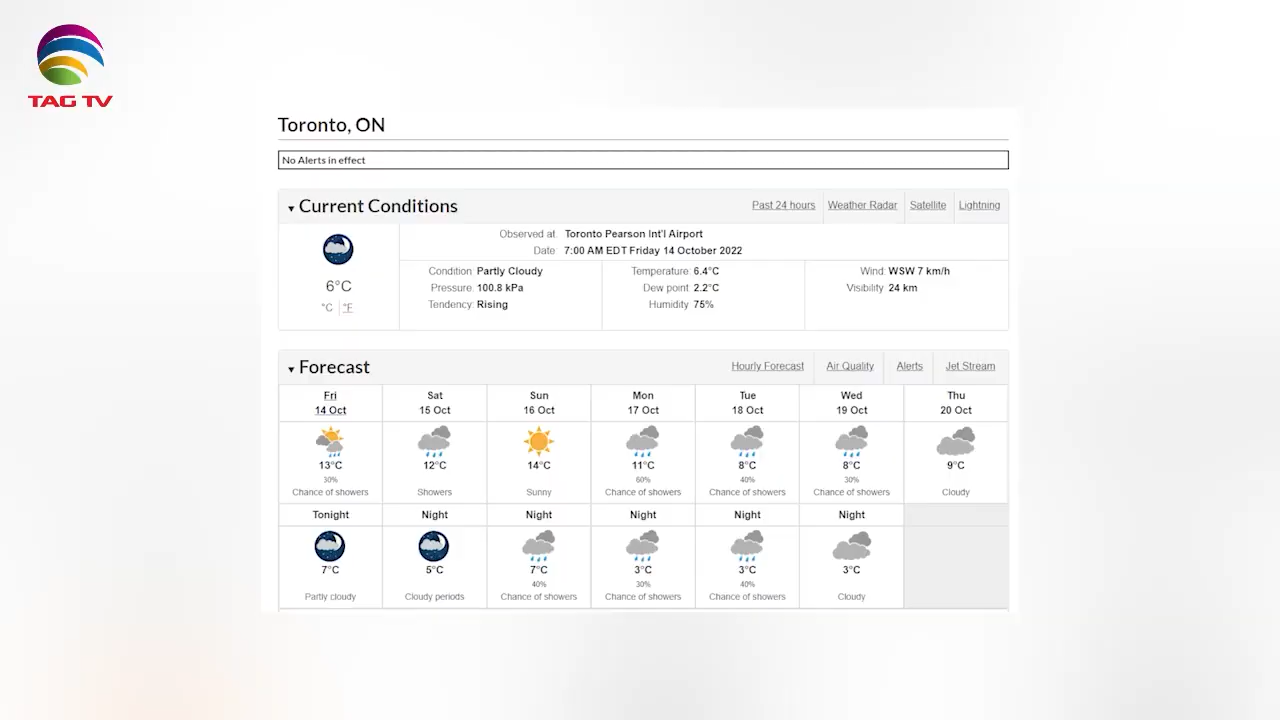 TAG TV
Toronto, ON
No Alerts in effect
▾ Current Conditions
Past 24 hours
Weather Radar
Satellite
Lightning
6°C
°C
°F
Observed at: Toronto Pearson Int'l Airport
Date: 7:00 AM EDT Friday 14 October 2022
Condition: Partly Cloudy
Pressure: 100.8 kPa
Tendency: Rising
Temperature: 6.4°C
Dew point: 2.2°C
Humidity: 75%
Wind: WSW 7 km/h
Visibility: 24 km
▾ Forecast
Hourly Forecast
Air Quality
Alerts
Jet Stream
Fri
14 Oct
Sat
15 Oct
Sun
16 Oct
Mon
17 Oct
Tue
18 Oct
Wed
19 Oct
Thu
20 Oct
13°C
30%
Chance of showers
12°C
Showers
14°C
Sunny
11°C
60%
Chance of showers
8°C
40%
Chance of showers
8°C
30%
Chance of showers
9°C
Cloudy
Tonight
Night
Night
Night
Night
Night
7°C
Partly cloudy
5°C
Cloudy periods
7°C
40%
Chance of showers
3°C
30%
Chance of showers
3°C
40%
Chance of showers
3°C
Cloudy